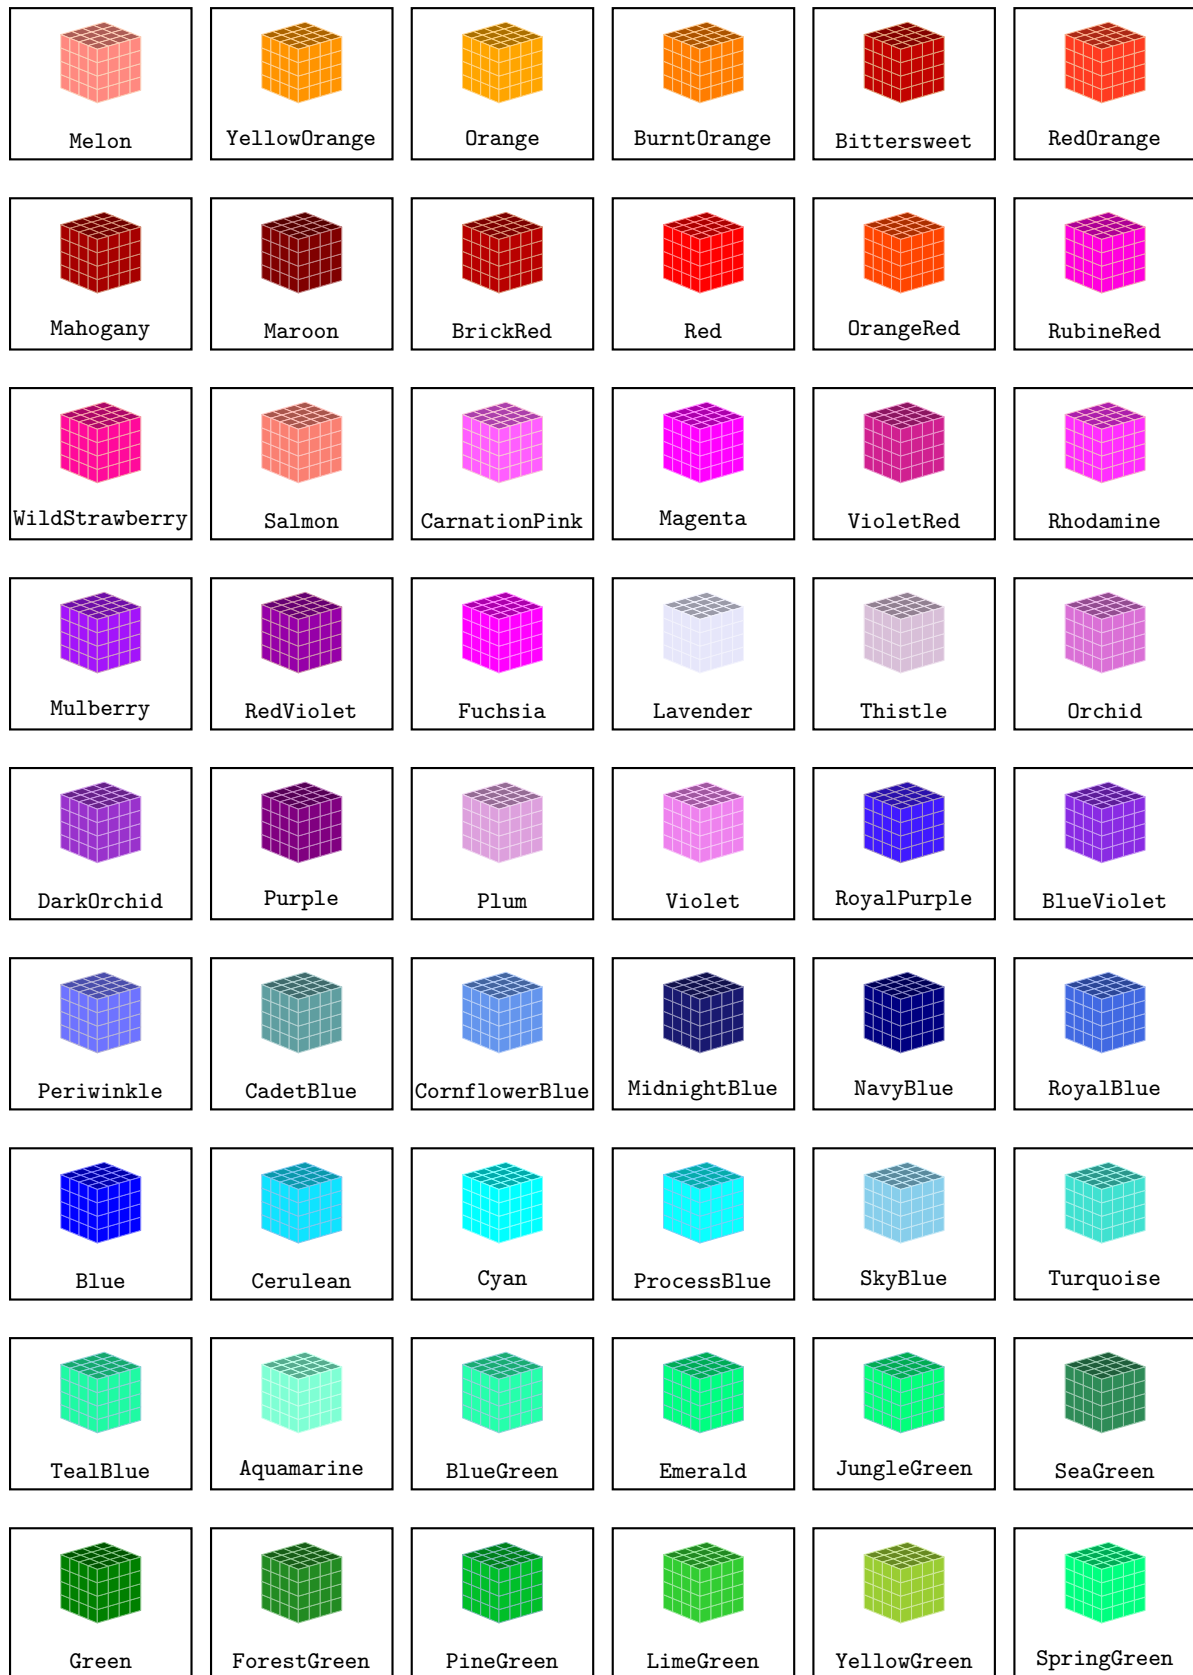 Melon YellowOrange Orange BurntOrange Bittersweet RedOrange
Mahogany Maroon BrickRed Red OrangeRed RubineRed
WildStrawberry Salmon CarnationPink Magenta VioletRed Rhodamine
Mulberry RedViolet Fuchsia Lavender Thistle Orchid
DarkOrchid Purple Plum Violet RoyalPurple BlueViolet
Periwinkle CadetBlue CornflowerBlue MidnightBlue NavyBlue RoyalBlue
Blue Cerulean Cyan ProcessBlue SkyBlue Turquoise
TealBlue Aquamarine BlueGreen Emerald JungleGreen SeaGreen
Green ForestGreen PineGreen LimeGreen YellowGreen SpringGreen